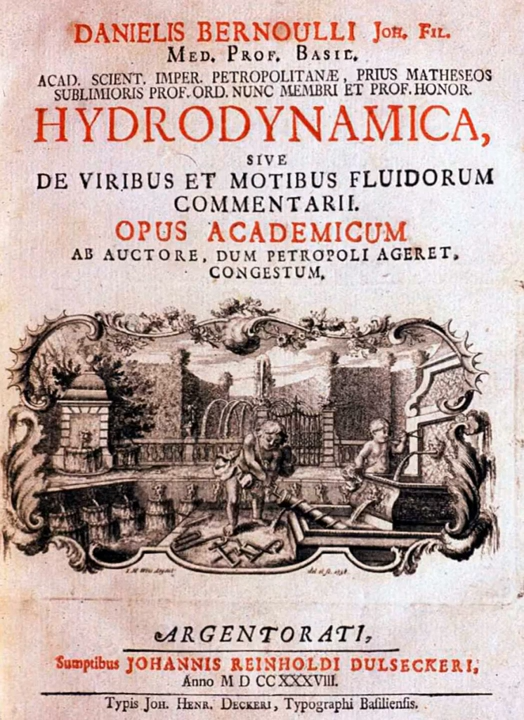 DANIELIS BERNOULLI JOH. FIL.
MED. PROF. BASIL.
ACAD. SCIENT. IMPER. PETROPOLITANÆ, PRIUS MATHESEOS
SUBLIMIORIS PROF. ORD. NUNC MEMBRI ET PROF. HONOR.
HYDRODYNAMICA,
SIVE
DE VIRIBUS ET MOTIBUS FLUIDORUM
COMMENTARII.
OPUS ACADEMICUM
AB AUCTORE, DUM PETROPOLI AGERET,
CONGESTUM.
ARGENTORATI,
Sumptibus JOHANNIS REINHOLDI DULSECKERI,
Anno M D CC XXXVIII.
Typis JOH. HENR. DECKERI, Typographi Basiliensis.